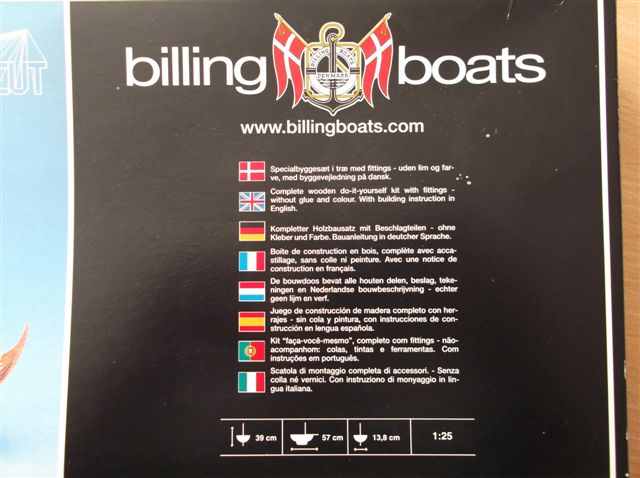 ZUT
billing boats
DENMARK
www.billingboats.com
Specialbyggesæt i træ med fittings - uden lim og far-
ve, med byggevejledning på dansk.
Complete wooden do-it-yourself kit with fittings -
without glue and colour. With building instruction in
English.
Kompletter Holzbausatz mit Beschlagteilen - ohne
Kleber und Farbe. Bauanleitung in deutcher Sprache.
Boite de construction en bois, complète avec acca-
stillage, sans colle ni peinture. Avec une notice de
construction en français.
De bouwdoos bevat alle houten delen, beslag, teke-
ningen en Nederlandse bouwbeschrijving - echter
geen lijm en verf.
Juego de construcción de madera completo con her-
rajes - sin cola y pintura, con instrucciones de con-
strucción en lengua española.
Kit "faça-você-mesmo", completo com fittings - não-
acompanhom: colas, tintas e ferramentas. Com
instruções em português.
Scatola di montaggio completa di accessori. - Senza
colla né vernici. Con instruziono di monyaggio in lin-
gua italiana.
39 cm 57 cm 13,8 cm 1:25